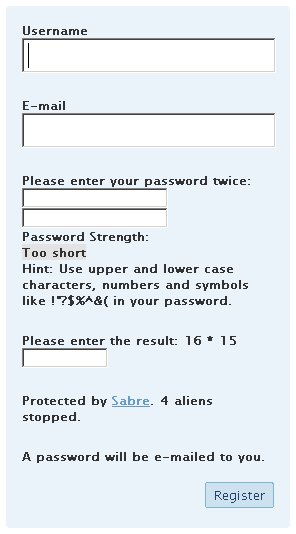 Username
E-mail
Please enter your password twice:
Password Strength:
Too short
Hint: Use upper and lower case
characters, numbers and symbols
like !"?$%^&( in your password.
Please enter the result: 16 * 15
Protected by Sabre. 4 aliens
stopped.
A password will be e-mailed to you.
Register